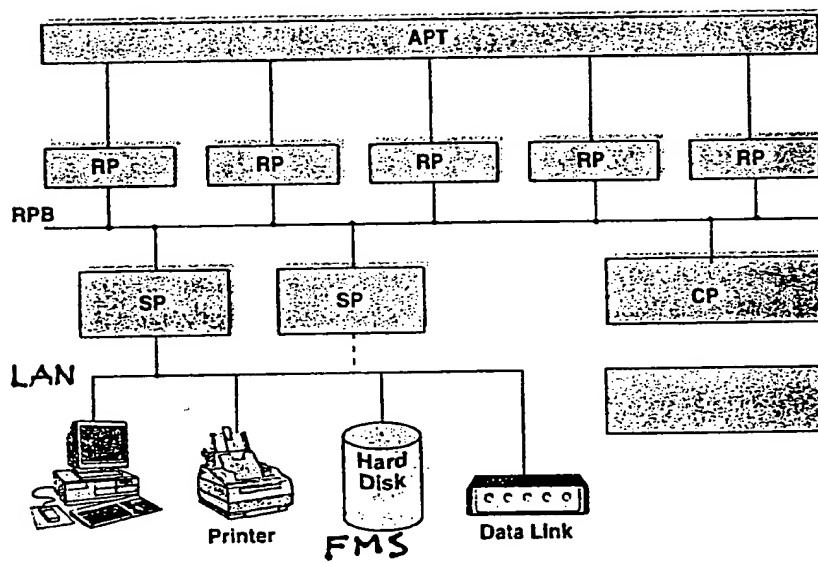 APT
RP RP RP RP RP
RPB
SP SP CP
LAN
Hard
Disk
Printer
FMS
Data Link